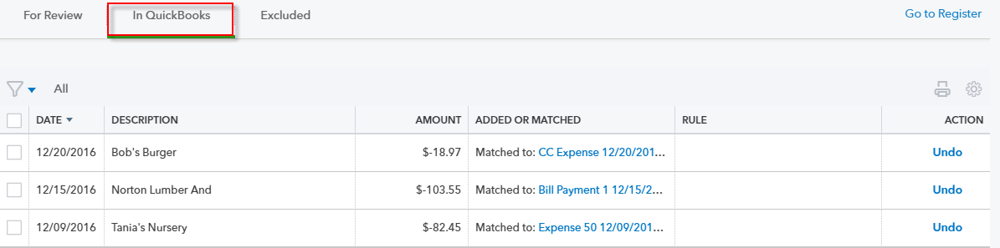 For Review In QuickBooks Excluded Go to Register
All
DATE DESCRIPTION AMOUNT ADDED OR MATCHED RULE ACTION
12/20/2016 Bob's Burger $-18.97 Matched to: CC Expense 12/20/201... Undo
12/15/2016 Norton Lumber And $-103.55 Matched to: Bill Payment 1 12/15/2... Undo
12/09/2016 Tania's Nursery $-82.45 Matched to: Expense 50 12/09/201... Undo